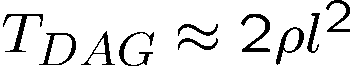 T_{DAG} ≈ 2ρl²